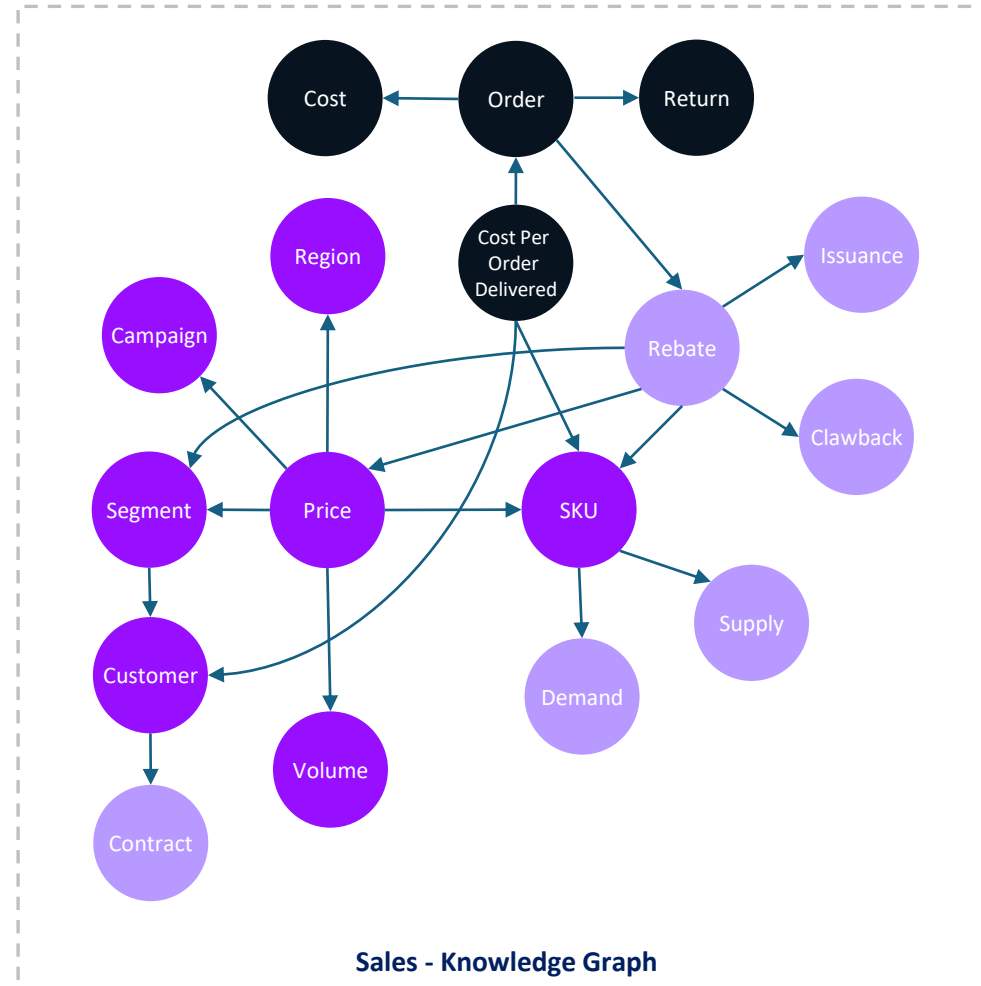 Cost
Order
Return
Region
Cost Per
Order
Delivered
Issuance
Campaign
Rebate
Clawback
Segment
Price
SKU
Supply
Customer
Demand
Volume
Contract
Sales - Knowledge Graph